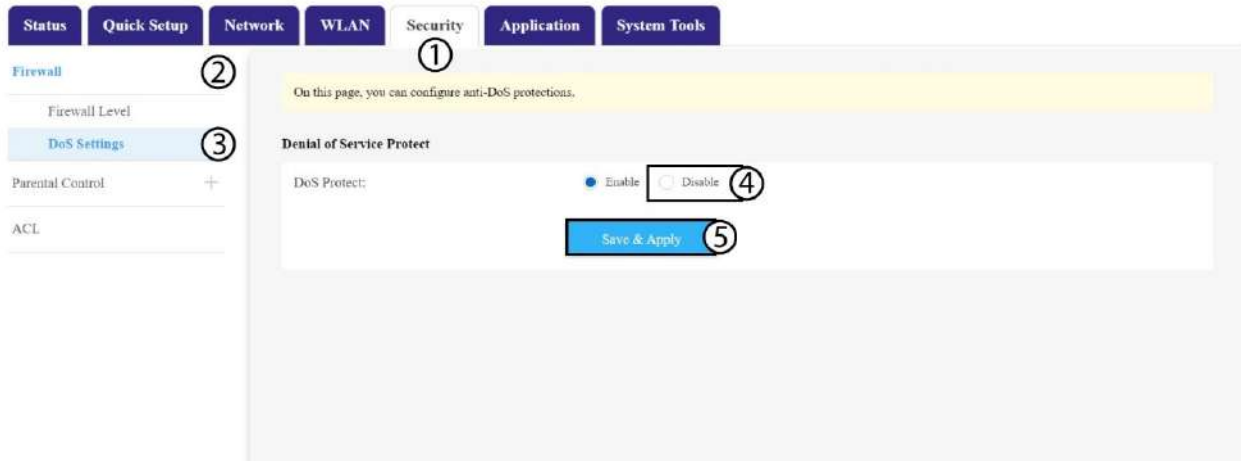 Status Quick Setup Network WLAN Security Application System Tools
①
Firewall ②
On this page, you can configure anti-DoS protections.
Firewall Level
DoS Settings ③
Denial of Service Protect
Parental Control +
DoS Protect: Enable Disable ④
ACL
Save & Apply ⑤